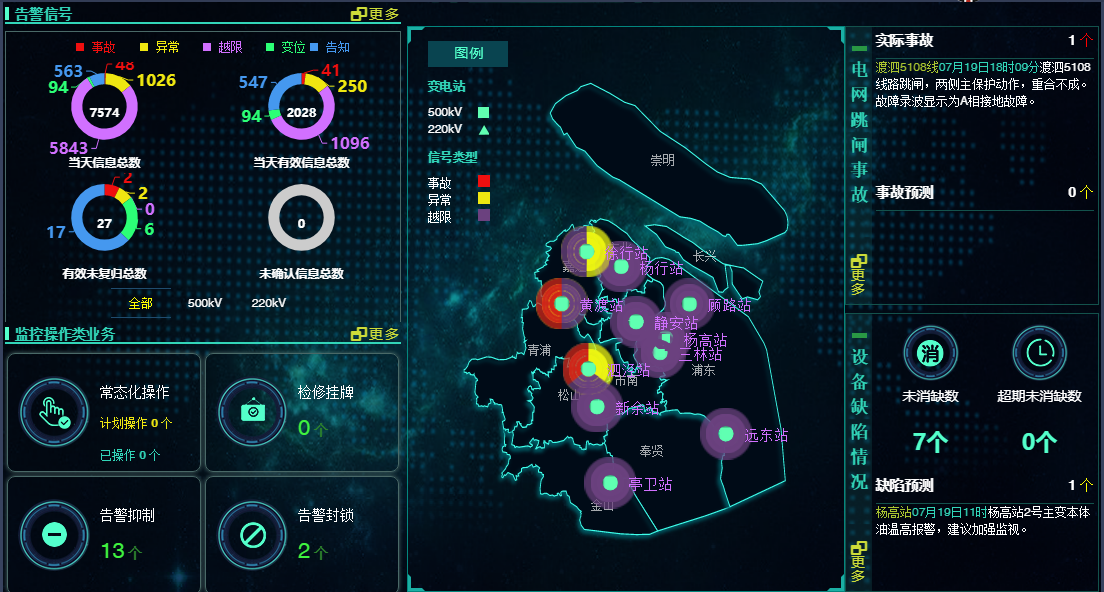 告警信号
更多
事故 异常 越限 变位 告知
563 48 1026
94
7574
5843
当天信息总数
547 41 250
94
2028
1096
当天有效信息总数
2
2
0
6
17
27
有效未复归总数
0
未确认信息总数
全部 500kV 220kV
监控操作类业务
更多
常态化操作
计划操作 0 个
已操作 0 个
检修挂牌
0个
告警抑制
13个
告警封锁
2个
图例
变电站
500kV
220kV
信号类型
事故
异常
越限
崇明
长兴
徐行站
杨行站
黄渡站
顾路站
静安站
杨高站
三林站
浦东
青浦
泗泾站
市南
松山
新余站
远东站
奉贤
亭卫站
金山
电网跳闸事故
更多
实际事故 1 个
渡泗5108线07月19日18时09分渡泗5108
线路跳闸，两侧主保护动作，重合不成。
故障录波显示为A相接地故障。
事故预测 0 个
设备缺陷情况
更多
消
未消缺数
7个
超期未消缺数
0个
缺陷预测 1 个
杨高站07月19日11时杨高站2号主变本体
油温高报警，建议加强监视。